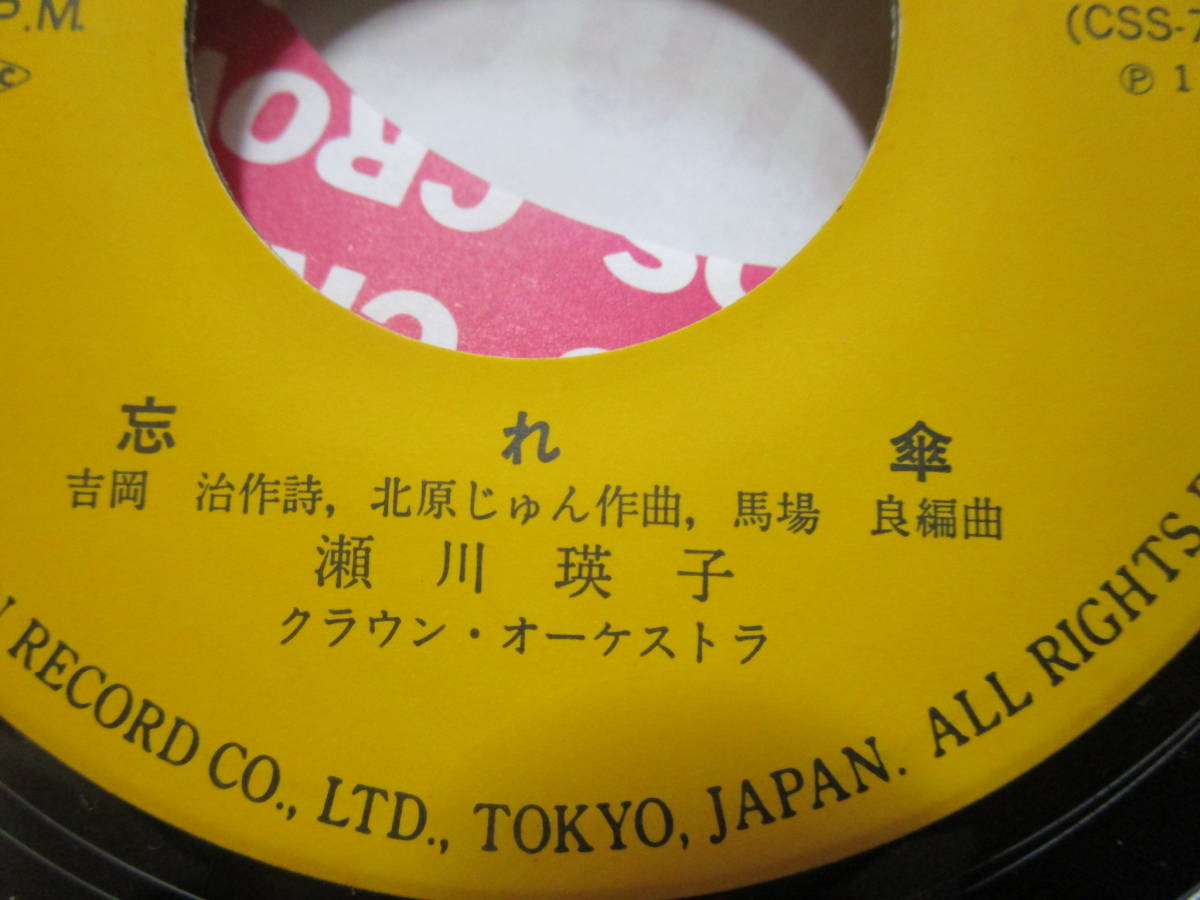 P.M.
(CSS-7
Ⓟ 1
忘れ傘
吉岡 治作詩, 北原じゅん作曲, 馬場 良編曲
瀬川瑛子
クラウン・オーケストラ
RECORD CO., LTD., TOKYO, JAPAN. ALL RIGHTS
CRO